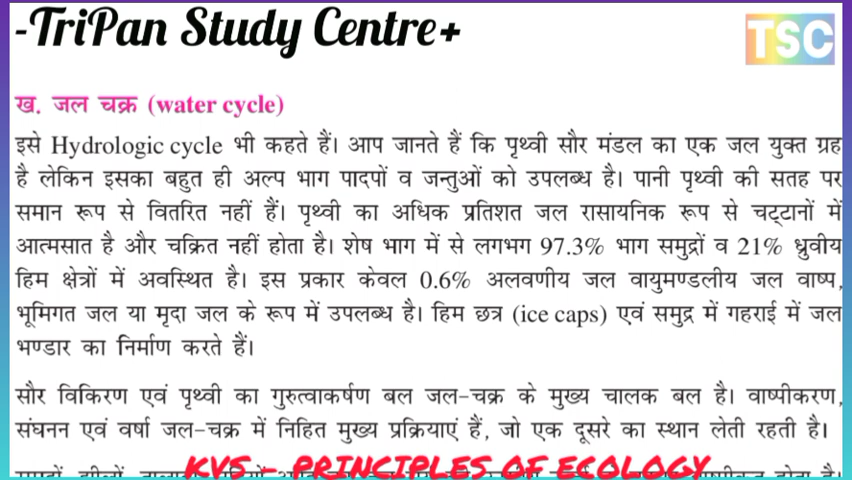 -TriPan Study Centre+
TSC
ख. जल चक्र (water cycle)
इसे Hydrologic cycle भी कहते हैं। आप जानते हैं कि पृथ्वी सौर मंडल का एक जल युक्त ग्रह
है लेकिन इसका बहुत ही अल्प भाग पादपों व जन्तुओं को उपलब्ध है। पानी पृथ्वी की सतह पर
समान रूप से वितरित नहीं हैं। पृथ्वी का अधिक प्रतिशत जल रासायनिक रूप से चट्टानों में
आत्मसात है और चक्रित नहीं होता है। शेष भाग में से लगभग 97.3% भाग समुद्रों व 21% ध्रुवीय
हिम क्षेत्रों में अवस्थित है। इस प्रकार केवल 0.6% अलवणीय जल वायुमण्डलीय जल वाष्प,
भूमिगत जल या मृदा जल के रूप में उपलब्ध है। हिम छत्र (ice caps) एवं समुद्र में गहराई में जल
भण्डार का निर्माण करते हैं।
सौर विकिरण एवं पृथ्वी का गुरुत्वाकर्षण बल जल-चक्र के मुख्य चालक बल है। वाष्पीकरण,
संघनन एवं वर्षा जल-चक्र में निहित मुख्य प्रक्रियाएं हैं, जो एक दूसरे का स्थान लेती रहती है।
KVS - PRINCIPLES OF ECOLOGY